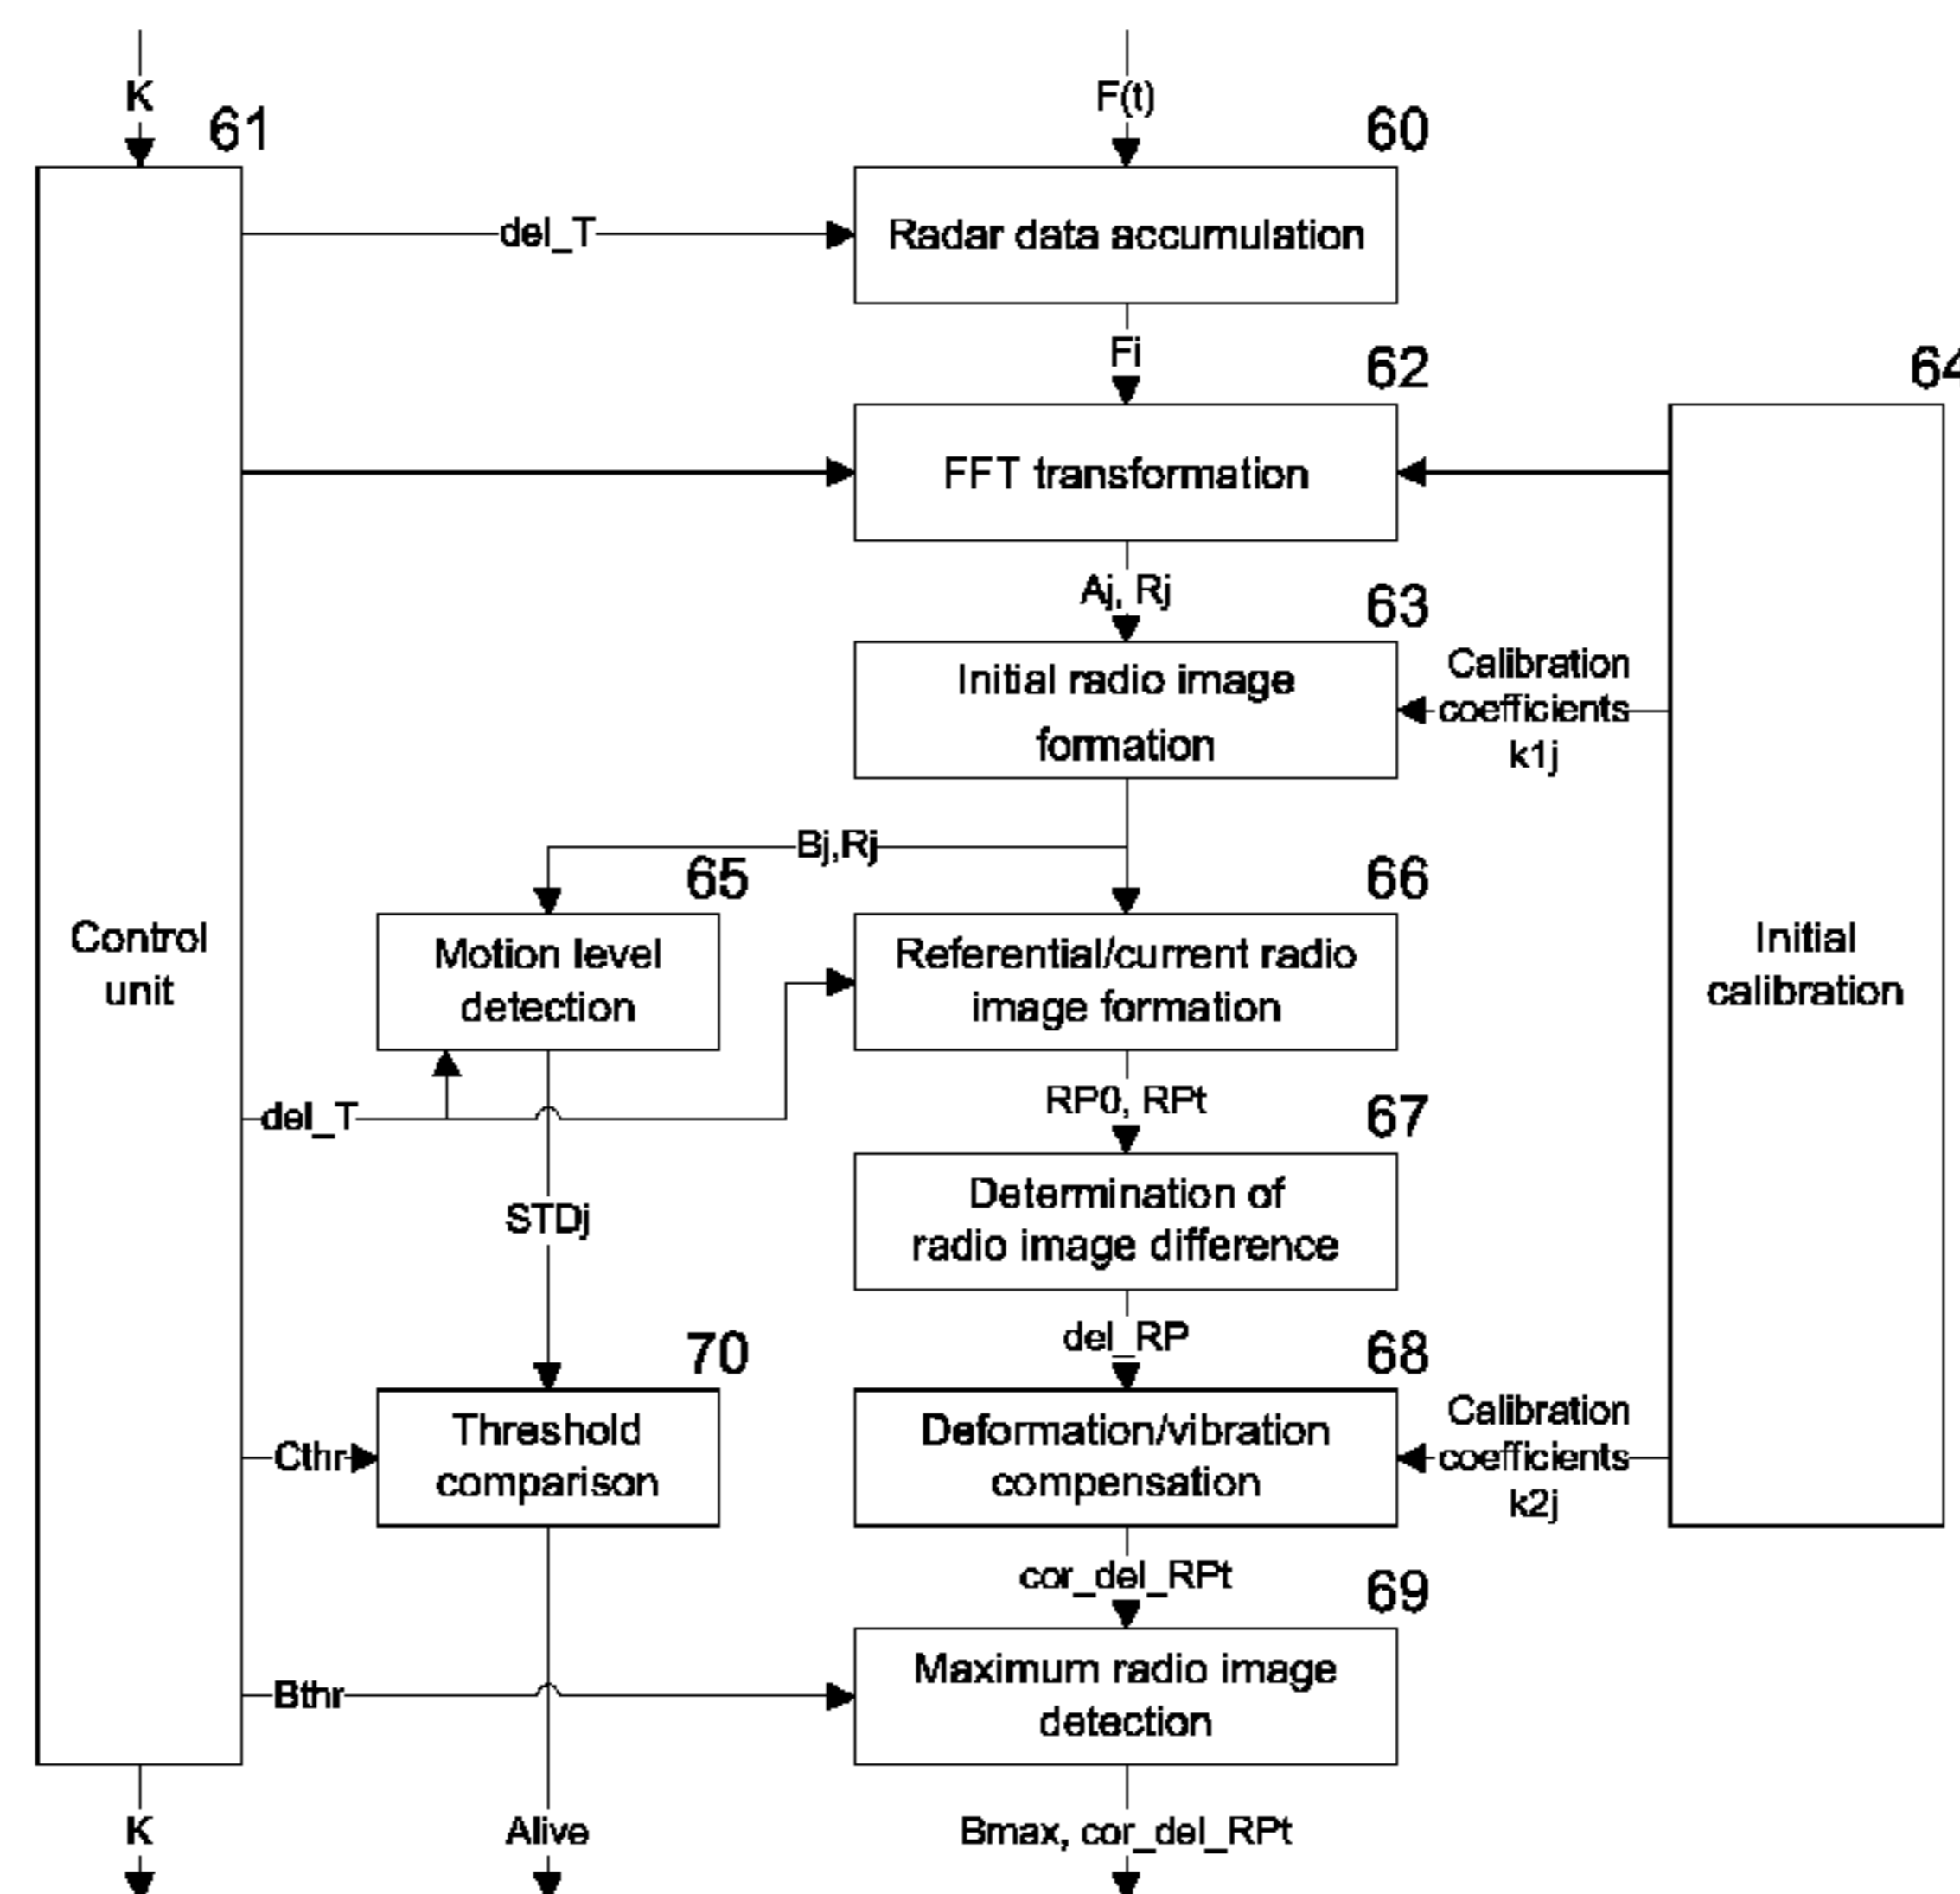 K
F(t)
61
60
del_T
Radar data accumulation
Fi
62
64
FFT transformation
Aj, Rj
63
Initial radio image
formation
Calibration
coefficients
k1j
Bj,Rj
65
66
Control
unit
Motion level
detection
Referential/current radio
image formation
Initial
calibration
del_T
RP0, RPt
67
STDj
Determination of
radio image difference
del_RP
70
68
Cthr
Threshold
comparison
Deformation/vibration
compensation
Calibration
coefficients
k2j
cor_del_RPt
69
Bthr
Maximum radio image
detection
K
Alive
Bmax, cor_del_RPt